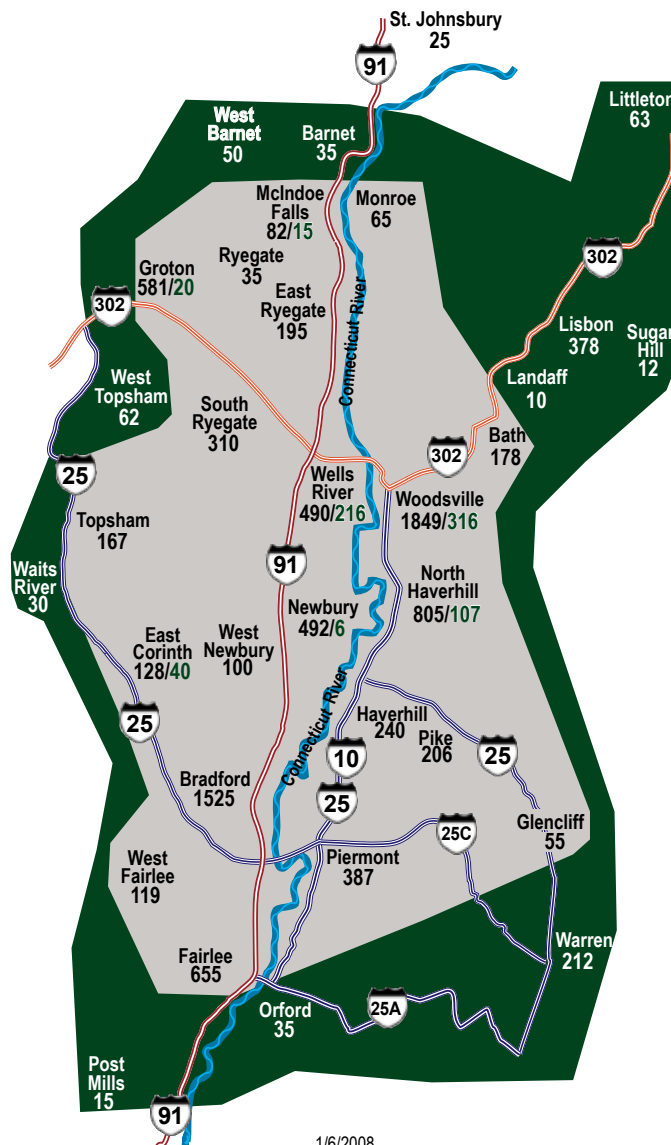 St. Johnsbury
25
91
Littleton
63
West
Barnet
50
Barnet
35
McIndoe
Falls
82/15
Monroe
65
Ryegate
35
Groton
581/20
302
302
East
Ryegate
195
Connecticut River
Lisbon
378
Sugar
Hill
12
Landaff
10
West
Topsham
62
South
Ryegate
310
Bath
178
302
25
Wells
River
490/216
Woodsville
1849/316
Topsham
167
91
Waits
River
30
North
Haverhill
805/107
Newbury
492/6
East
Corinth
128/40
West
Newbury
100
Connecticut River
25
Haverhill
240
Pike
206
10
25
Bradford
1525
25
25C
Glencliff
55
West
Fairlee
119
Piermont
387
Fairlee
655
Warren
212
Orford
35
25A
Post
Mills
15
91
1/6/2008